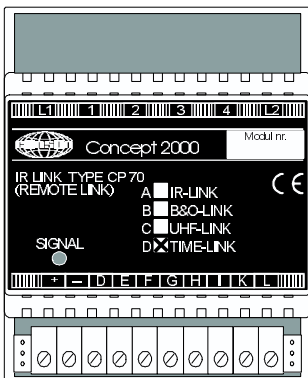 L1 1 2 3 4 L2
Concept 2000
Modul nr.
IR LINK TYPE CP 70
(REMOTE LINK)
CE
A IR-LINK
B B&O-LINK
C UHF-LINK
D TIME-LINK
SIGNAL
+ – D E F G H I K L